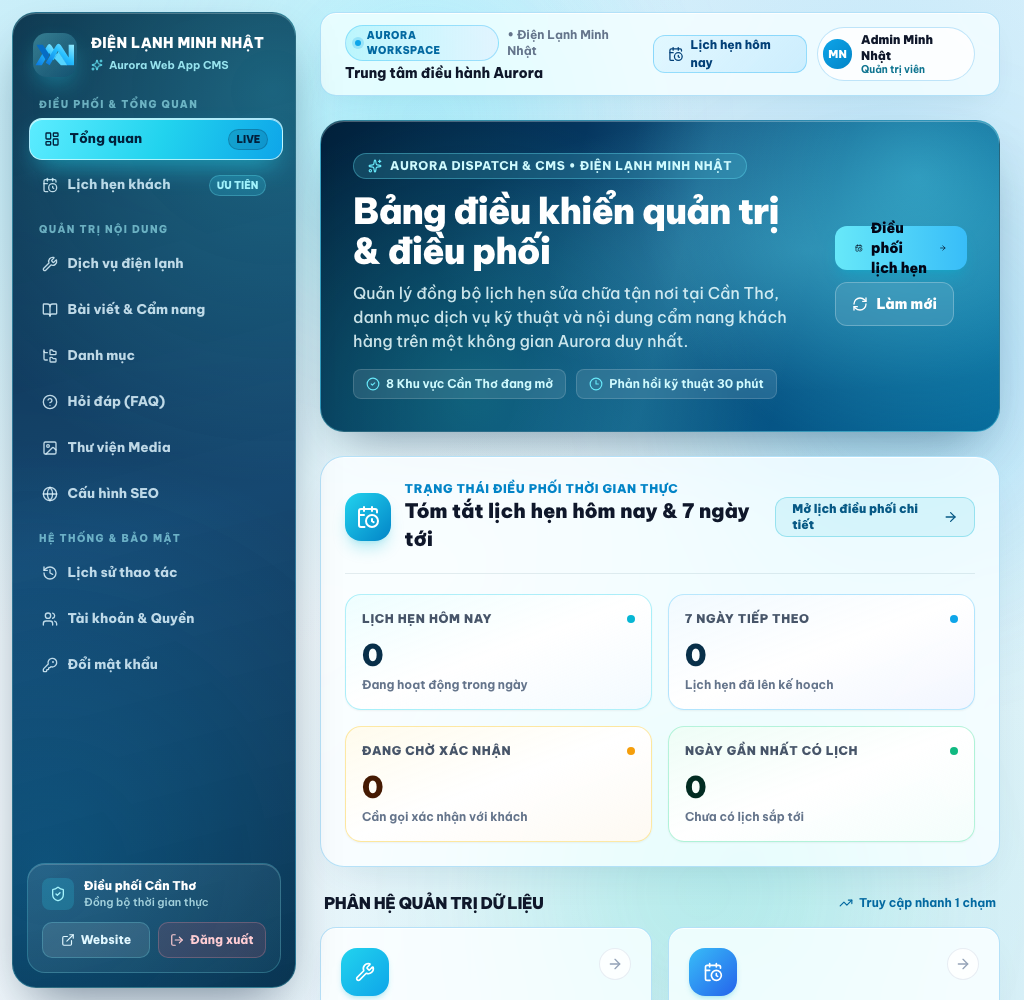 ĐIỆN LẠNH MINH NHẬT
Aurora Web App CMS
ĐIỀU PHỐI & TỔNG QUAN
Tổng quan
LIVE
Lịch hẹn khách
ƯU TIÊN
QUẢN TRỊ NỘI DUNG
Dịch vụ điện lạnh
Bài viết & Cẩm nang
Danh mục
Hỏi đáp (FAQ)
Thư viện Media
Cấu hình SEO
HỆ THỐNG & BẢO MẬT
Lịch sử thao tác
Tài khoản & Quyền
Đổi mật khẩu
Điều phối Cần Thơ
Đồng bộ thời gian thực
Website
Đăng xuất
AURORA
WORKSPACE
• Điện Lạnh Minh
Nhật
Trung tâm điều hành Aurora
Lịch hẹn hôm
nay
MN
Admin Minh
Nhật
Quản trị viên
AURORA DISPATCH & CMS • ĐIỆN LẠNH MINH NHẬT
Bảng điều khiển quản trị
& điều phối
Quản lý đồng bộ lịch hẹn sửa chữa tận nơi tại Cần Thơ,
danh mục dịch vụ kỹ thuật và nội dung cẩm nang khách
hàng trên một không gian Aurora duy nhất.
8 Khu vực Cần Thơ đang mở
Phản hồi kỹ thuật 30 phút
Điều
phối
lịch hẹn
Làm mới
TRẠNG THÁI ĐIỀU PHỐI THỜI GIAN THỰC
Tóm tắt lịch hẹn hôm nay & 7 ngày
tới
Mở lịch điều phối chi
tiết
LỊCH HẸN HÔM NAY
0
Đang hoạt động trong ngày
7 NGÀY TIẾP THEO
0
Lịch hẹn đã lên kế hoạch
ĐANG CHỜ XÁC NHẬN
0
Cần gọi xác nhận với khách
NGÀY GẦN NHẤT CÓ LỊCH
0
Chưa có lịch sắp tới
PHÂN HỆ QUẢN TRỊ DỮ LIỆU
Truy cập nhanh 1 chạm